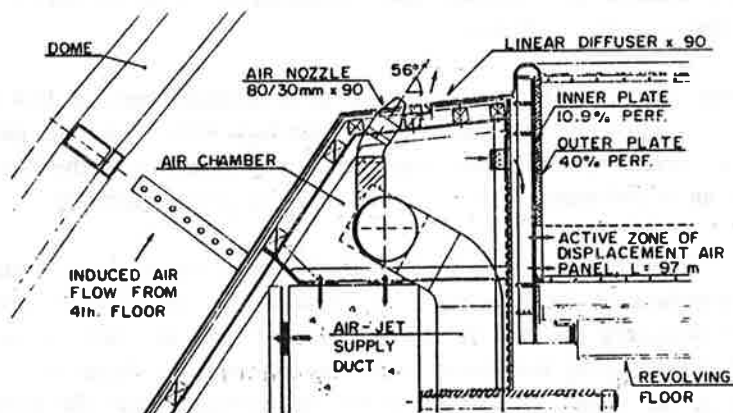 DOME
LINEAR DIFFUSER x 90
AIR NOZZLE
80/30mm x 90
56°
INNER PLATE
10.9% PERF.
OUTER PLATE
40% PERF.
AIR CHAMBER
ACTIVE ZONE OF
DISPLACEMENT AIR
PANEL, L= 97 m
INDUCED AIR
FLOW FROM
4th. FLOOR
AIR-JET
SUPPLY
DUCT
REVOLVING
FLOOR